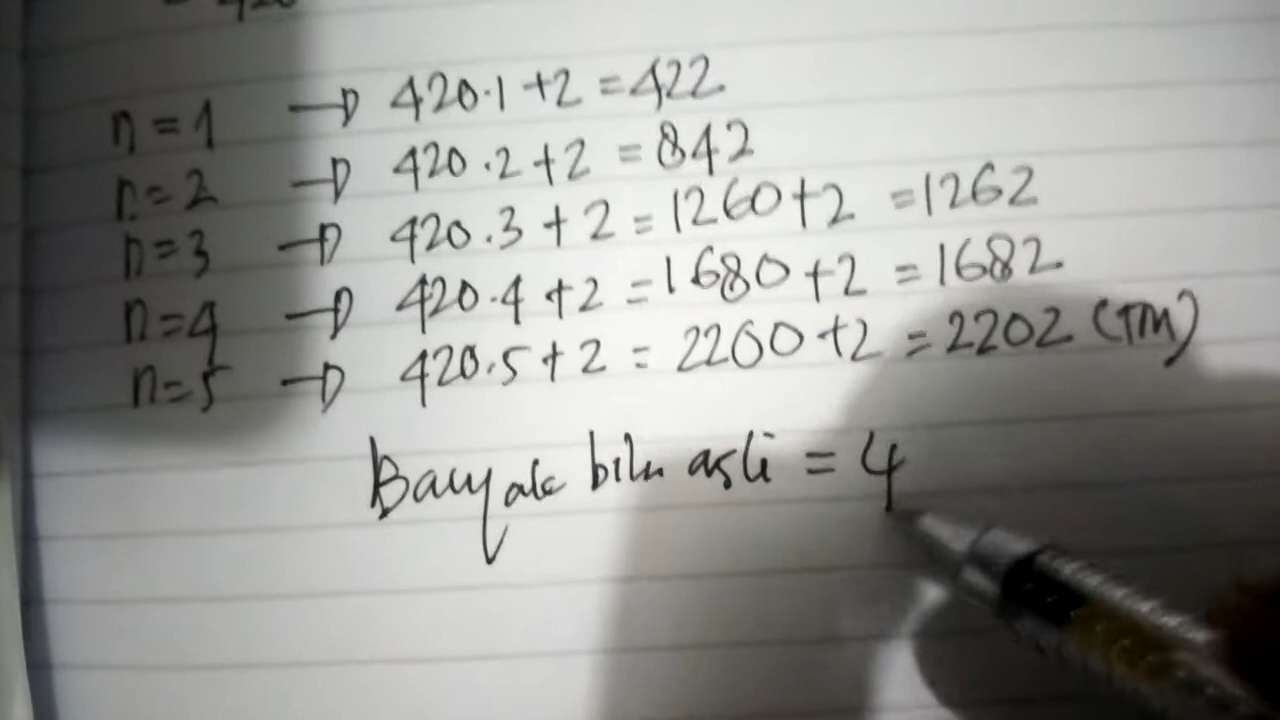 n = 1 → 420.1 + 2 = 422
n = 2 → 420.2 + 2 = 842
n = 3 → 420.3 + 2 = 1260 + 2 = 1262
n = 4 → 420.4 + 2 = 1680 + 2 = 1682
n = 5 → 420.5 + 2 = 2200 + 2 = 2202 (TM)
Banyak biln asli = 4